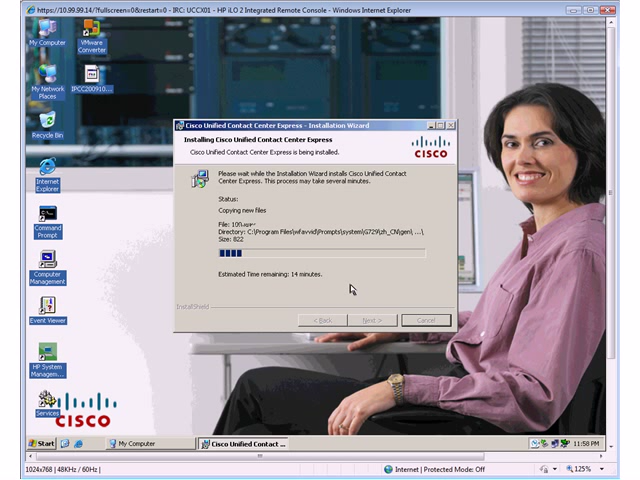 https://10.99.99.14/?fullscreen=0&restart=0 - IRC: UCCX01 - HP iLO 2 Integrated Remote Console - Windows Internet Explorer
My Computer
VMware Converter
My Network Places
IPCC200910...
Recycle Bin
Internet Explorer
Command Prompt
Computer Management
Event Viewer
HP System Managem...
Services
CISCO
Cisco Unified Contact Center Express - Installation Wizard
Installing Cisco Unified Contact Center Express
Cisco Unified Contact Center Express is being installed.
CISCO
Please wait while the Installation Wizard installs Cisco Unified Contact
Center Express. This process may take several minutes.
Status:
Copying new files
File:
Directory: C:\Program Files\wfavvid\Prompts\system\G729\zh_CN\gen\ ...\
Size: 822
Estimated Time remaining: 14 minutes.
InstallShield
< Back
Next >
Cancel
Start
My Computer
Cisco Unified Contact ...
11:58 PM
1024x768 | 48KHz / 60Hz |
Internet | Protected Mode: Off
125%